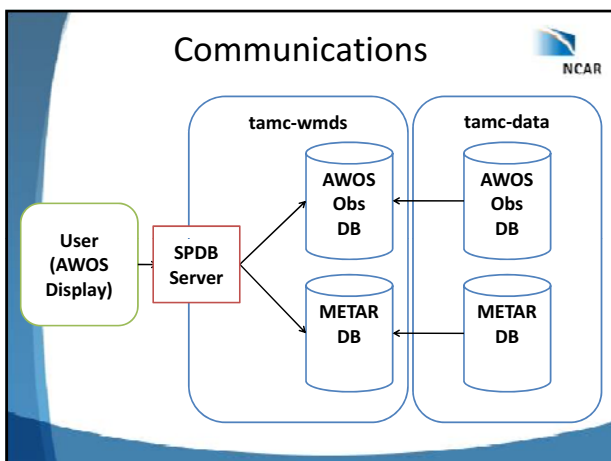 Communications
NCAR
tamc-wmds
tamc-data
AWOS
Obs
DB
AWOS
Obs
DB
User
(AWOS
Display)
SPDB
Server
METAR
DB
METAR
DB